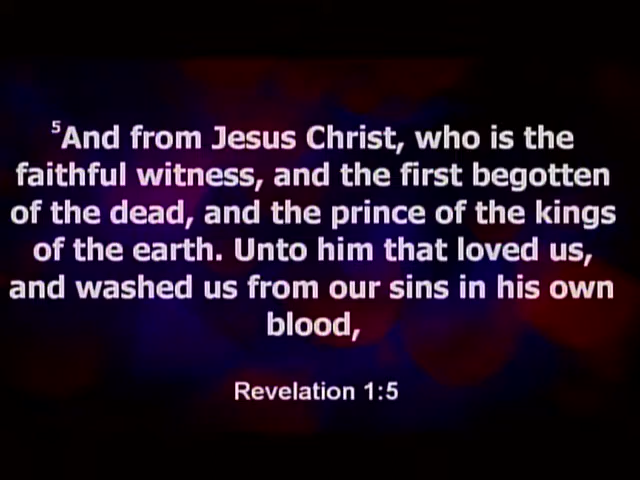 ⁵And from Jesus Christ, who is the
faithful witness, and the first begotten
of the dead, and the prince of the kings
of the earth. Unto him that loved us,
and washed us from our sins in his own
blood,
Revelation 1:5